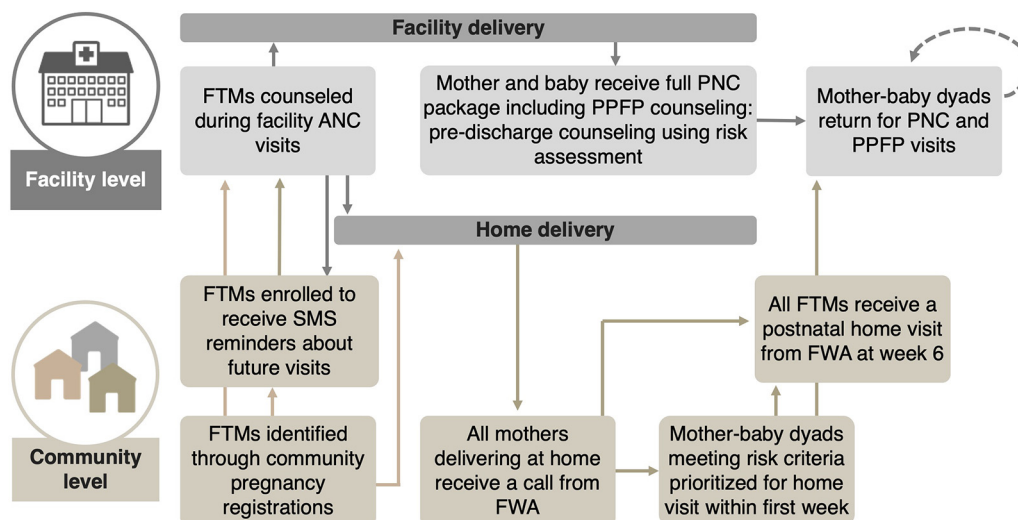 Facility delivery
FTMs counseled
during facility ANC
visits
Mother and baby receive full PNC
package including PPFP counseling:
pre-discharge counseling using risk
assessment
Mother-baby dyads
return for PNC and
PPFP visits
Facility level
Home delivery
FTMs enrolled to
receive SMS
reminders about
future visits
All FTMs receive a
postnatal home visit
from FWA at week 6
Community
level
FTMs identified
through community
pregnancy
registrations
All mothers
delivering at home
receive a call from
FWA
Mother-baby dyads
meeting risk criteria
prioritized for home
visit within first week